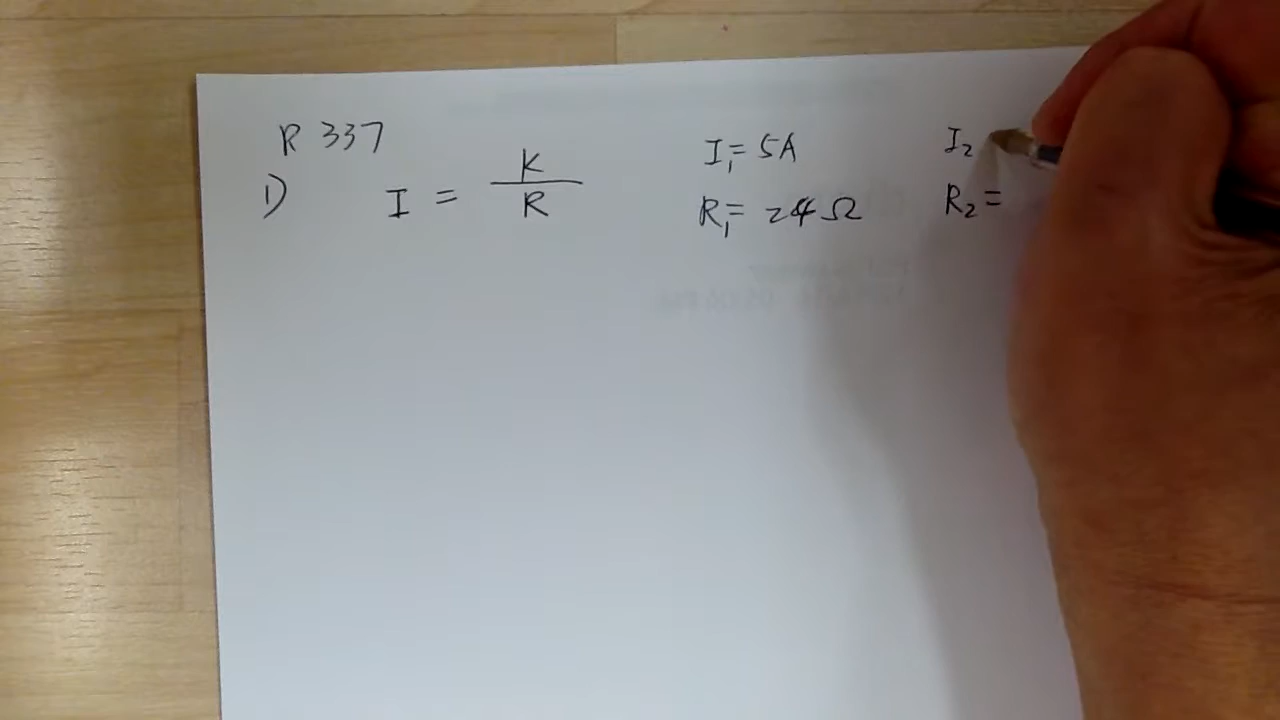 P 337
1) I = K / R
I₁ = 5A
R₁ = 24 Ω
I₂
R₂ =